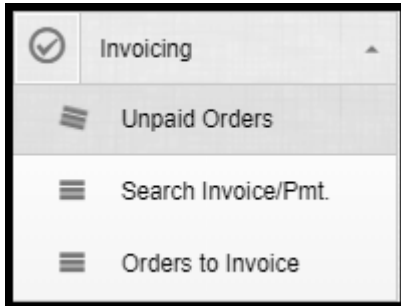 Invoicing
Unpaid Orders
Search Invoice/Pmt.
Orders to Invoice